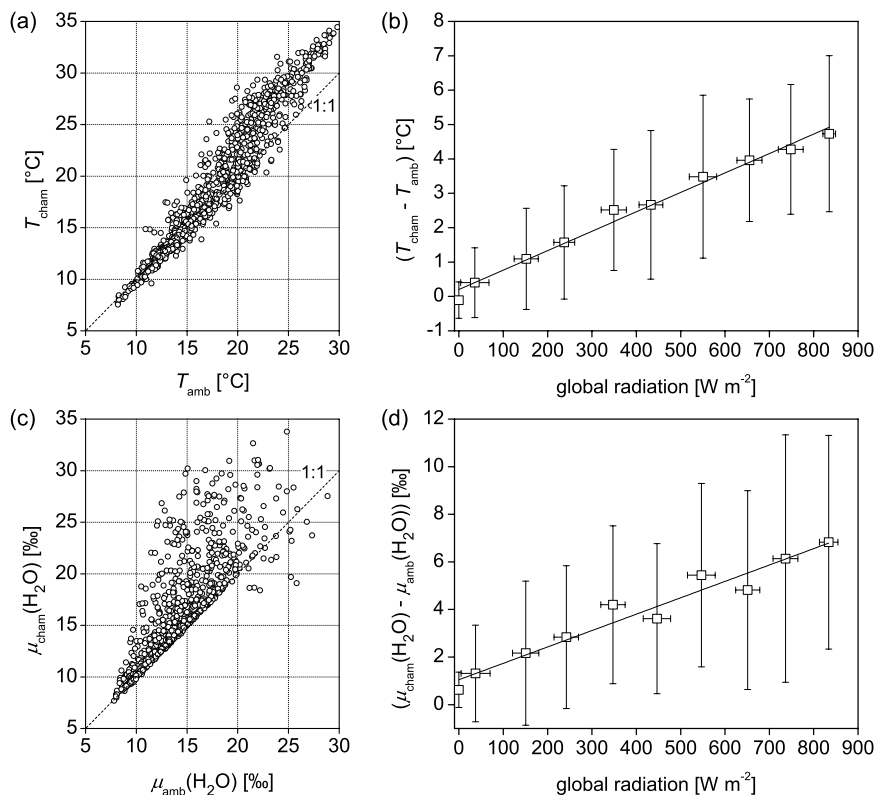 (a)
35
30
25
20
15
10
5
5 10 15 20 25 30
1:1
T_cham [°C]
T_amb [°C]
(b)
8
7
6
5
4
3
2
1
0
-1
0 100 200 300 400 500 600 700 800 900
(T_cham - T_amb) [°C]
global radiation [W m⁻²]
(c)
35
30
25
20
15
10
5
5 10 15 20 25 30
1:1
μ_cham(H₂O) [‰]
μ_amb(H₂O) [‰]
(d)
12
10
8
6
4
2
0
0 100 200 300 400 500 600 700 800 900
(μ_cham(H₂O) - μ_amb(H₂O)) [‰]
global radiation [W m⁻²]